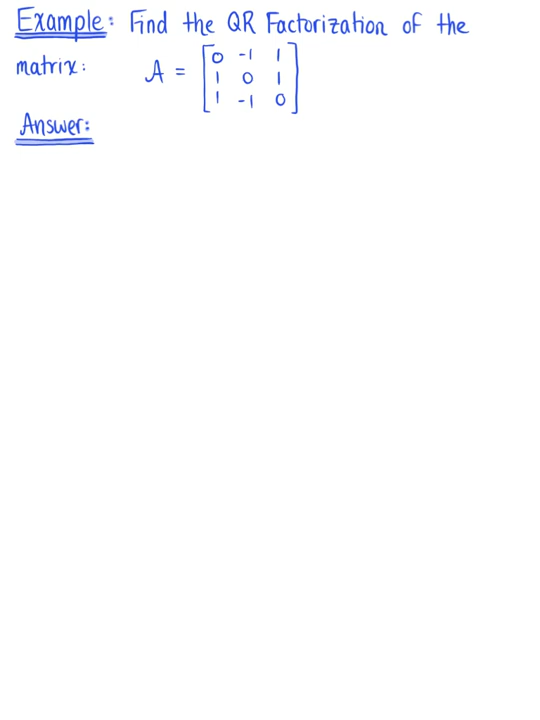 Example: Find the QR Factorization of the
matrix: A = [0 -1 1
1 0 1
1 -1 0]
Answer: